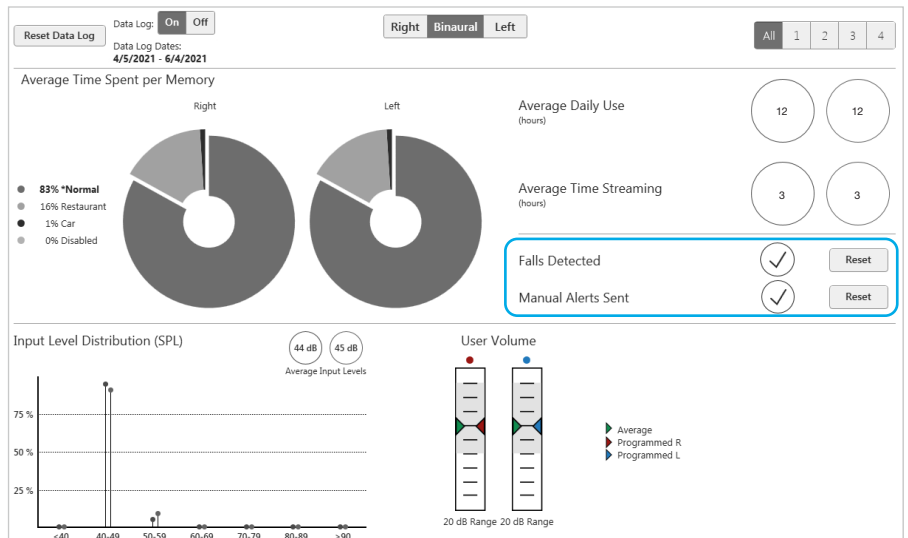 Reset Data Log
Data Log: On Off
Data Log Dates:
4/5/2021 - 6/4/2021
Right Binaural Left
All 1 2 3 4
Average Time Spent per Memory
Right
Left
83% *Normal
16% Restaurant
1% Car
0% Disabled
Average Daily Use
(hours)
12 12
Average Time Streaming
(hours)
3 3
Falls Detected
Reset
Manual Alerts Sent
Reset
Input Level Distribution (SPL)
44 dB 45 dB
Average Input Levels
75 %
50 %
25 %
<40 40-49 50-59 60-69 70-79 80-89 >90
User Volume
Average
Programmed R
Programmed L
20 dB Range 20 dB Range